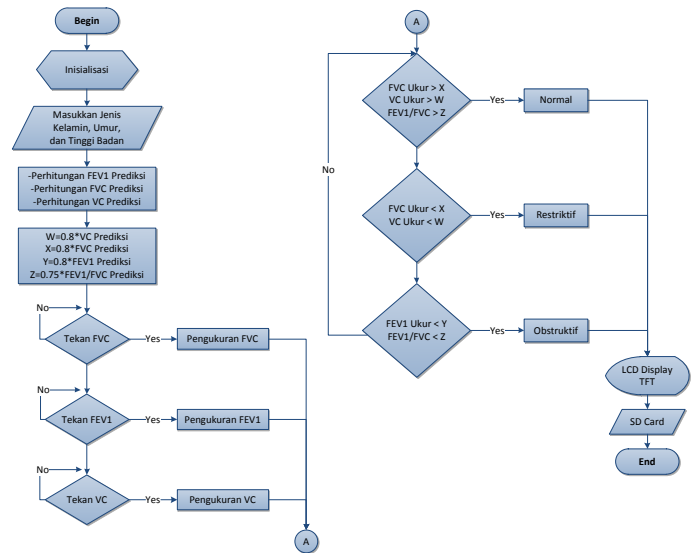 Begin
Inisialisasi
Masukkan Jenis
Kelamin, Umur,
dan Tinggi Badan
-Perhitungan FEV1 Prediksi
-Perhitungan FVC Prediksi
-Perhitungan VC Prediksi
W=0.8*VC Prediksi
X=0.8*FVC Prediksi
Y=0.8*FEV1 Prediksi
Z=0.75*FEV1/FVC Prediksi
No
Tekan FVC
Yes
Pengukuran FVC
No
Tekan FEV1
Yes
Pengukuran FEV1
No
Tekan VC
Yes
Pengukuran VC
A
A
FVC Ukur > X
VC Ukur > W
FEV1/FVC > Z
Yes
Normal
No
FVC Ukur < X
VC Ukur < W
Yes
Restriktif
FEV1 Ukur < Y
FEV1/FVC < Z
Yes
Obstruktif
LCD Display
TFT
SD Card
End